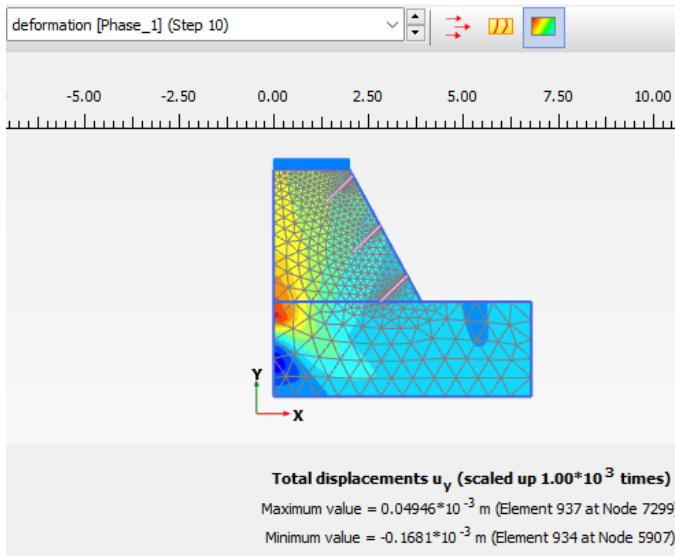 deformation [Phase_1] (Step 10)
-5.00 -2.50 0.00 2.50 5.00 7.50 10.00
Y
X
Total displacements u_y (scaled up 1.00*10^3 times)
Maximum value = 0.04946*10^-3 m (Element 937 at Node 7299)
Minimum value = -0.1681*10^-3 m (Element 934 at Node 5907)